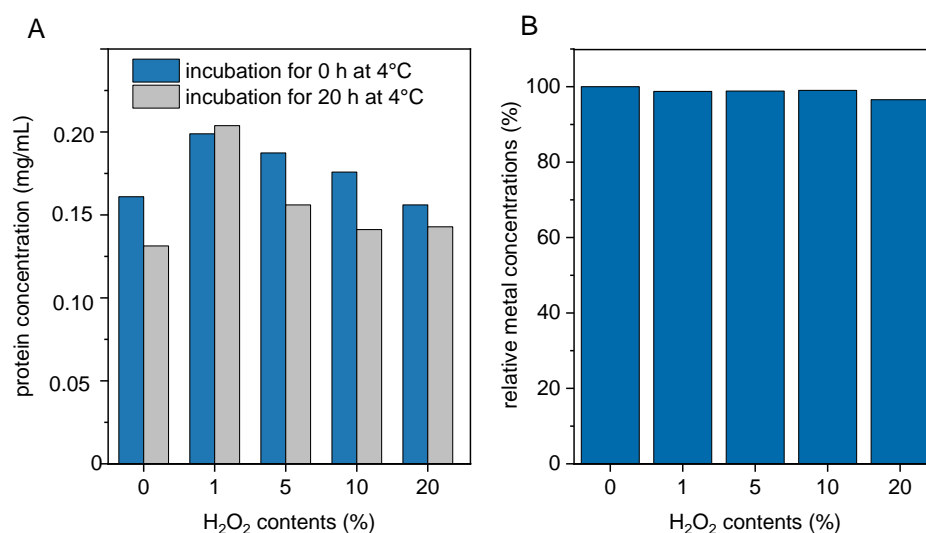 A
incubation for 0 h at 4°C
incubation for 20 h at 4°C
protein concentration (mg/mL)
0.20
0.15
0.10
0.05
0
0 1 5 10 20
H₂O₂ contents (%)
B
relative metal concentrations (%)
100
80
60
40
20
0
0 1 5 10 20
H₂O₂ contents (%)